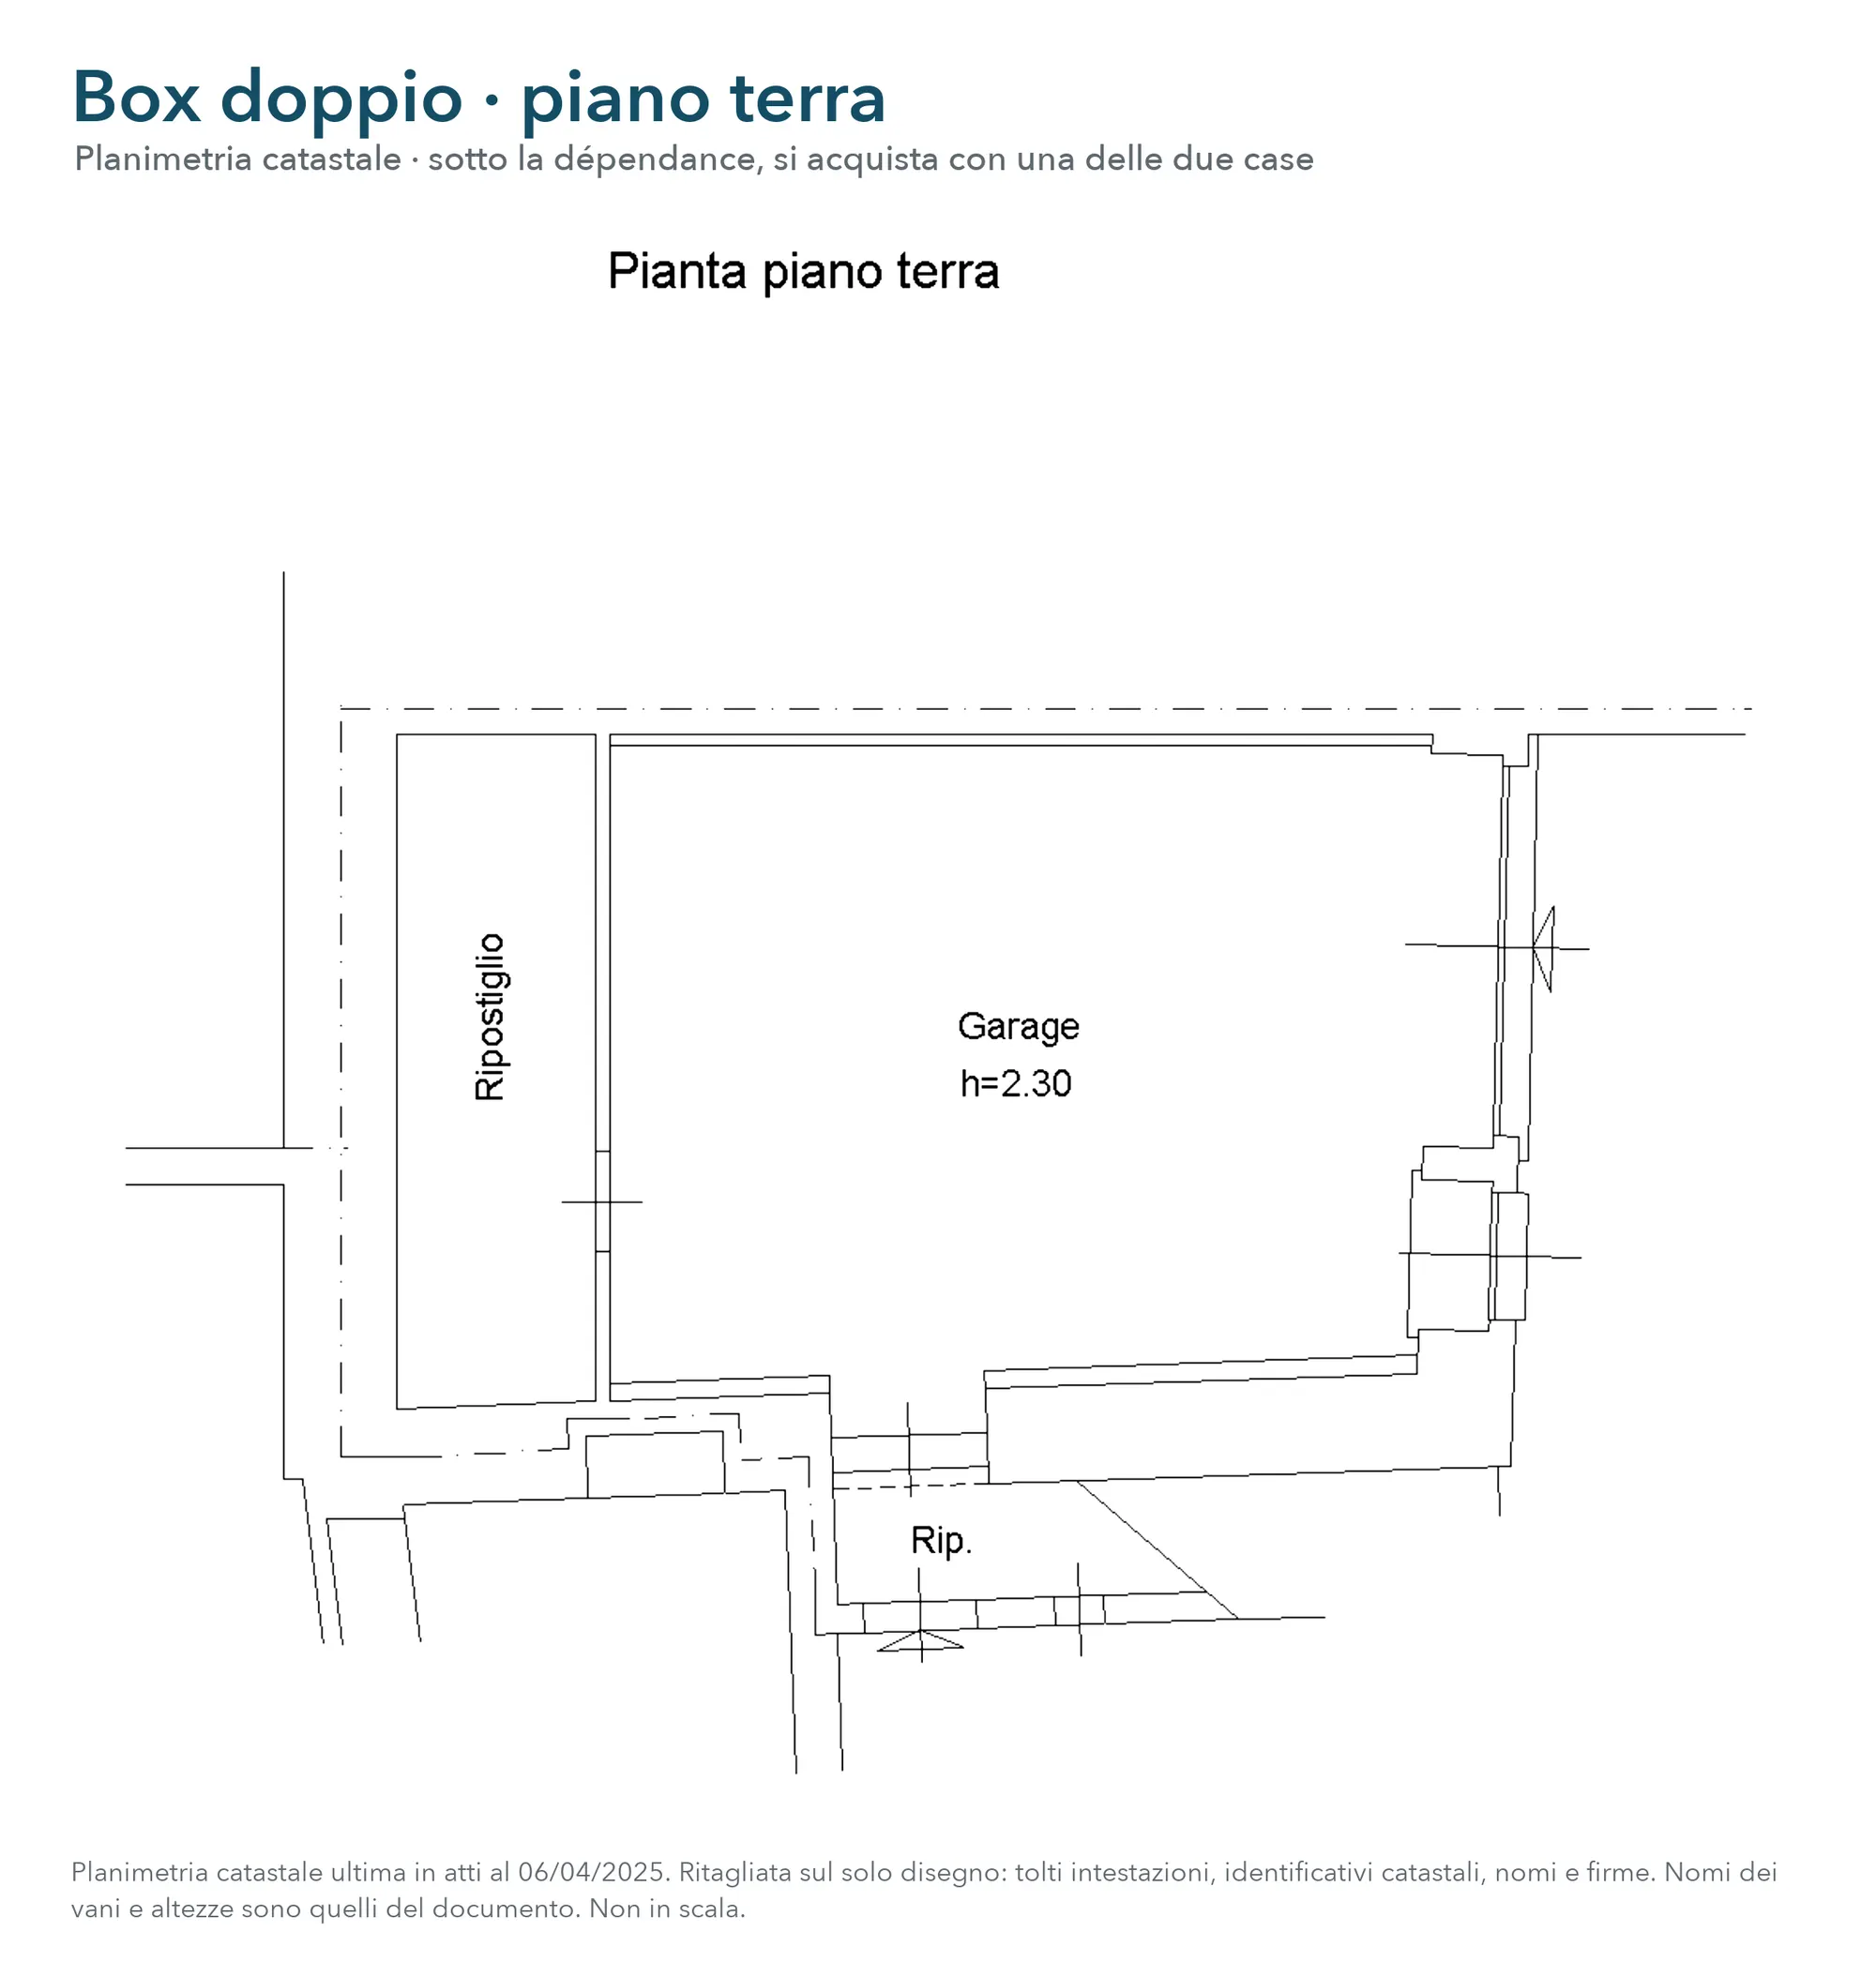 Box doppio · piano terra
Planimetria catastale · sotto la dépendance, si acquista con una delle due case
Pianta piano terra
Ripostiglio
Garage
h=2.30
Rip.
Planimetria catastale ultima in atti al 06/04/2025. Ritagliata sul solo disegno: tolti intestazioni, identificativi catastali, nomi e firme. Nomi dei
vani e altezze sono quelli del documento. Non in scala.